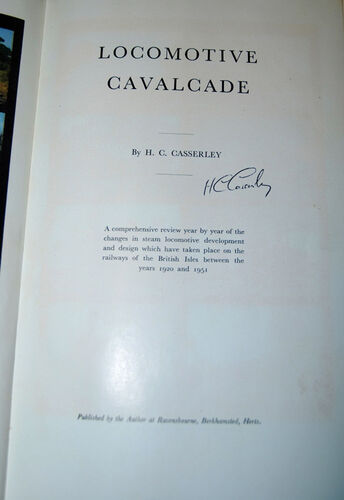 LOCOMOTIVE
CAVALCADE
By H. C. CASSERLEY
HC Casserley
A comprehensive review year by year of the
changes in steam locomotive development
and design which have taken place on the
railways of the British Isles between the
years 1920 and 1951
Published by the Author at Ravensbourne, Berkhamsted, Herts.